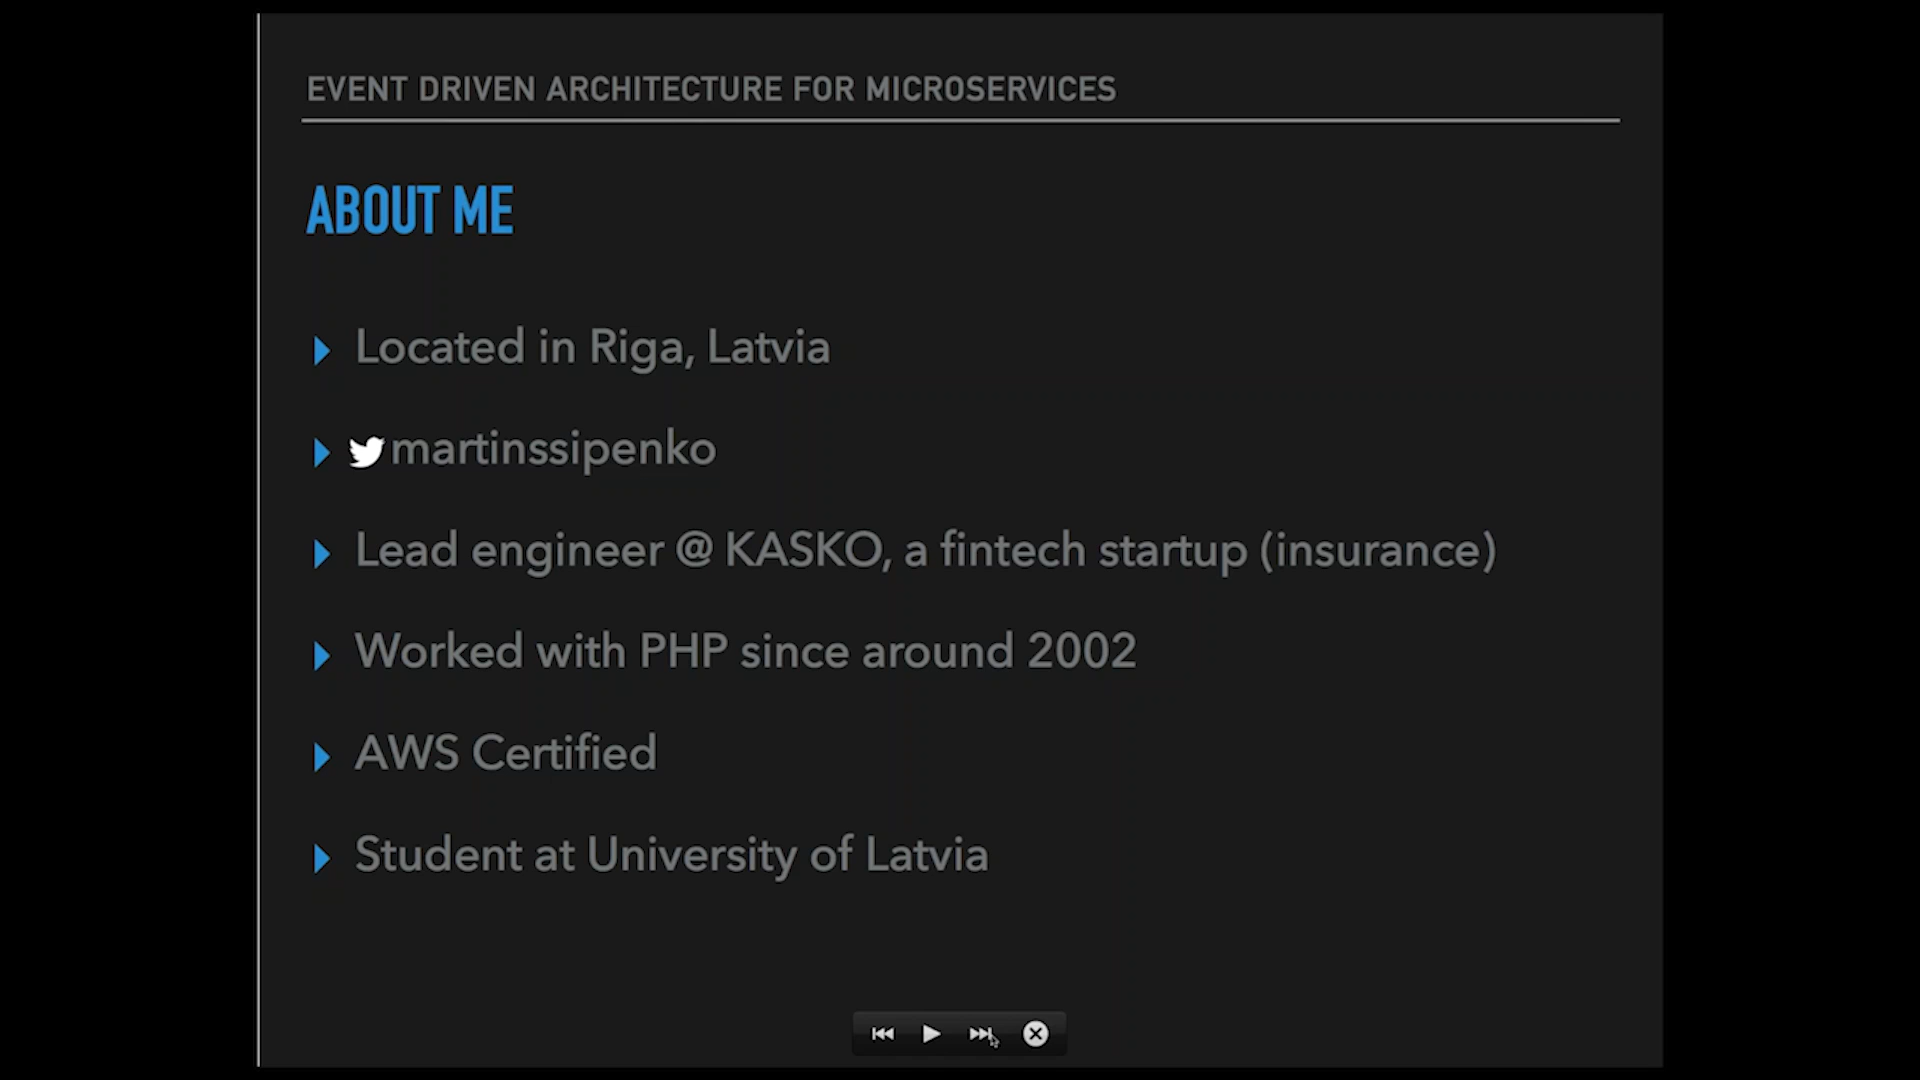 EVENT DRIVEN ARCHITECTURE FOR MICROSERVICES
ABOUT ME
Located in Riga, Latvia
martinssipenko
Lead engineer @ KASKO, a fintech startup (insurance)
Worked with PHP since around 2002
AWS Certified
Student at University of Latvia